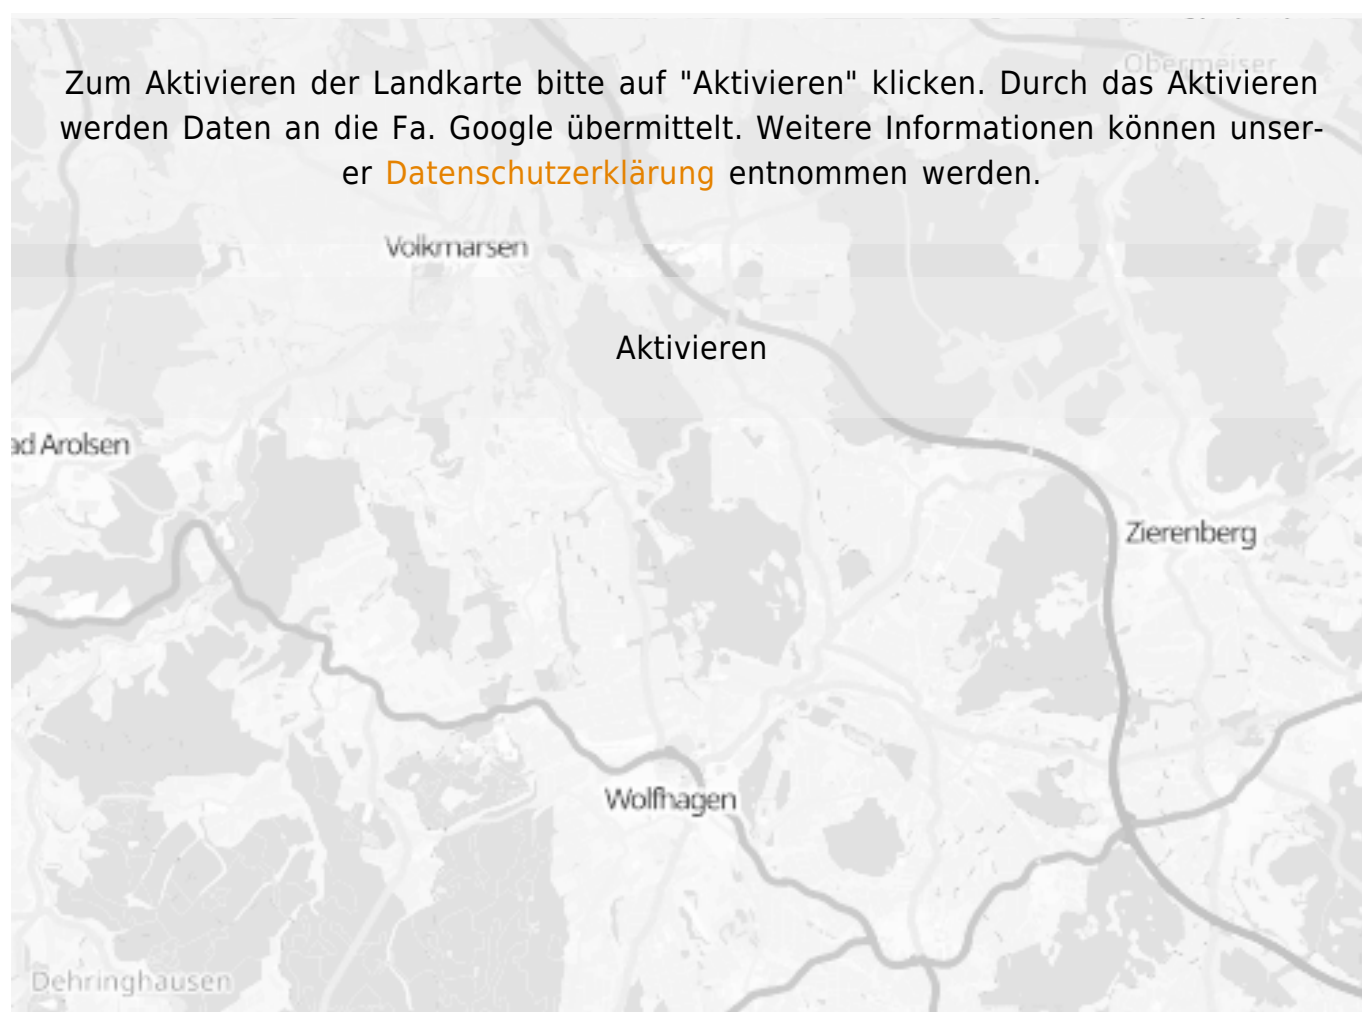 Obermeiser
Zum Aktivieren der Landkarte bitte auf "Aktivieren" klicken. Durch das Aktivieren
werden Daten an die Fa. Google übermittelt. Weitere Informationen können unser-
er Datenschutzerklärung entnommen werden.
Volkmarsen
Aktivieren
ad Arolsen
Zierenberg
Wolfhagen
Dehringhausen